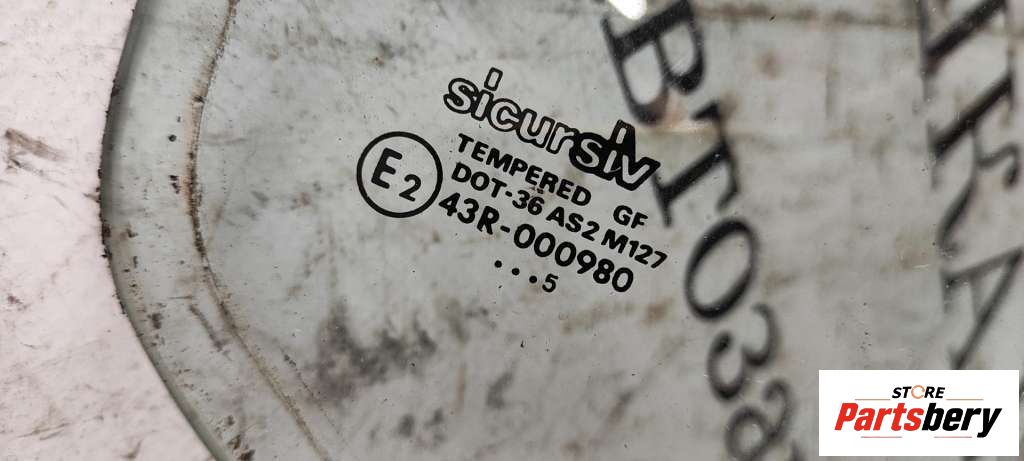 sicursiv
TEMPERED GF
E2
DOT-36 AS2 M127
43R-000980
...5
STORE
Partsbery